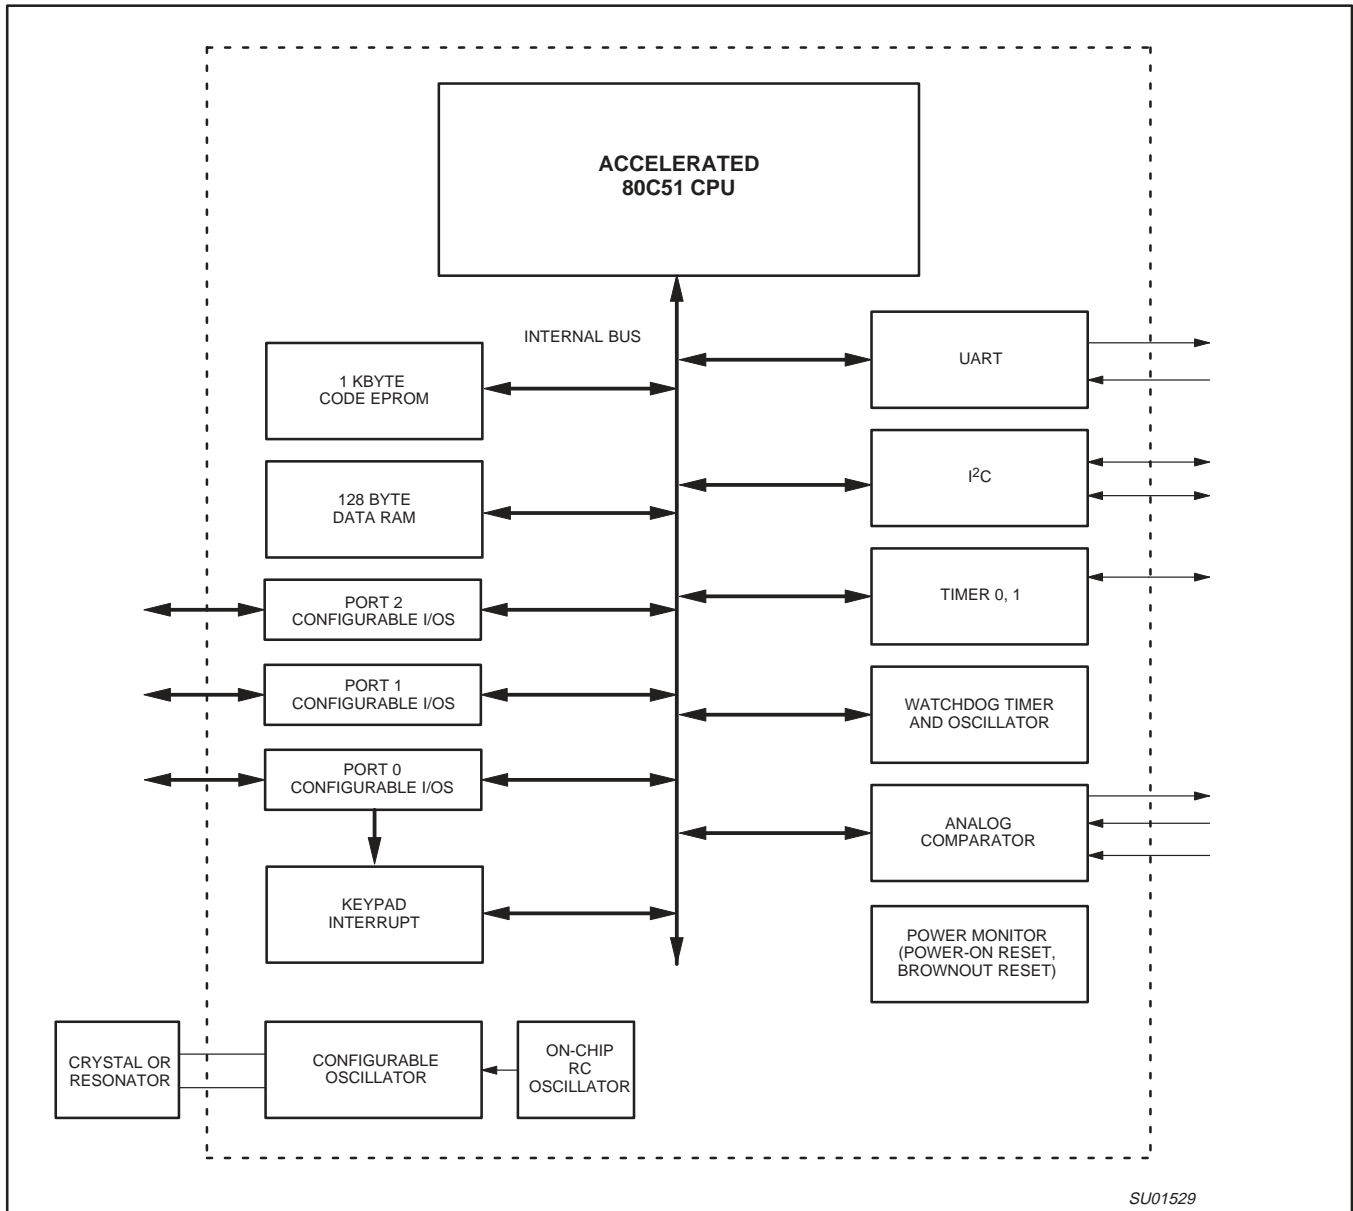 ACCELERATED
80C51 CPU
INTERNAL BUS
1 KBYTE
CODE EPROM
128 BYTE
DATA RAM
PORT 2
CONFIGURABLE I/OS
PORT 1
CONFIGURABLE I/OS
PORT 0
CONFIGURABLE I/OS
KEYPAD
INTERRUPT
CRYSTAL OR
RESONATOR
CONFIGURABLE
OSCILLATOR
ON-CHIP
RC
OSCILLATOR
UART
I²C
TIMER 0, 1
WATCHDOG TIMER
AND OSCILLATOR
ANALOG
COMPARATOR
POWER MONITOR
(POWER-ON RESET,
BROWNOUT RESET)
SU01529